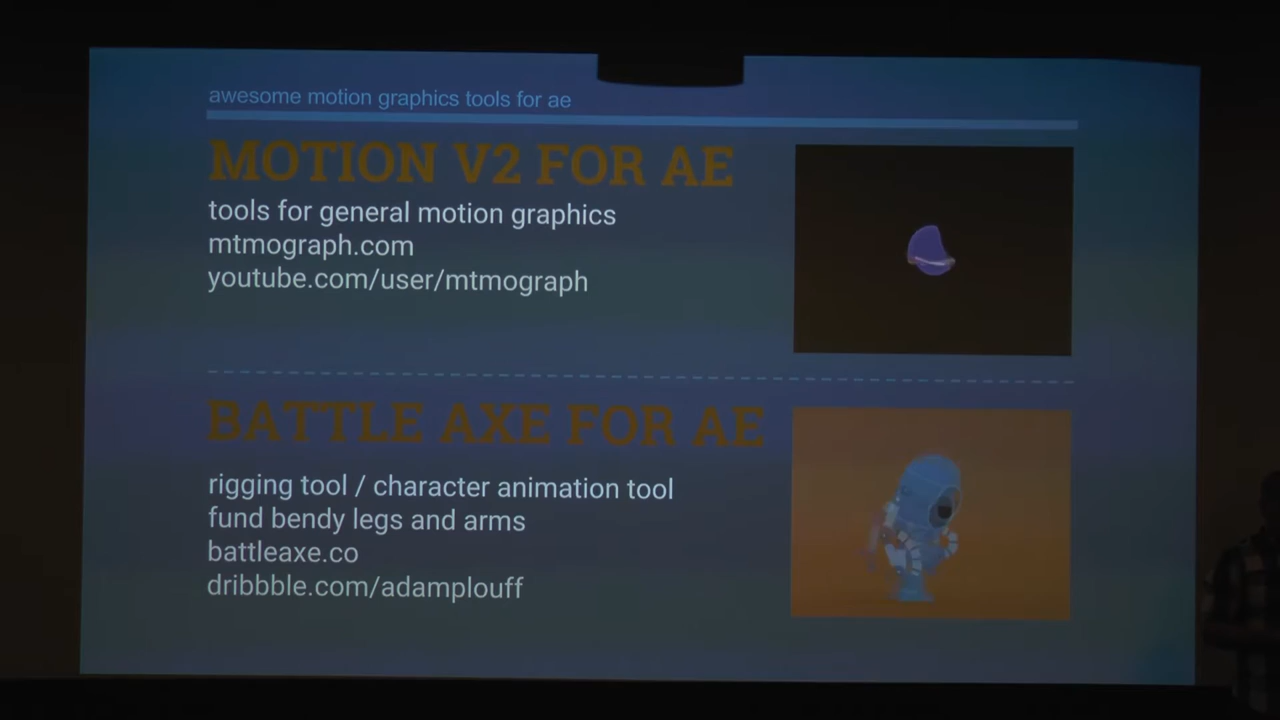 awesome motion graphics tools for ae
MOTION V2 FOR AE
tools for general motion graphics
mtmograph.com
youtube.com/user/mtmograph
BATTLE AXE FOR AE
rigging tool / character animation tool
fund bendy legs and arms
battleaxe.co
dribbble.com/adamplouff